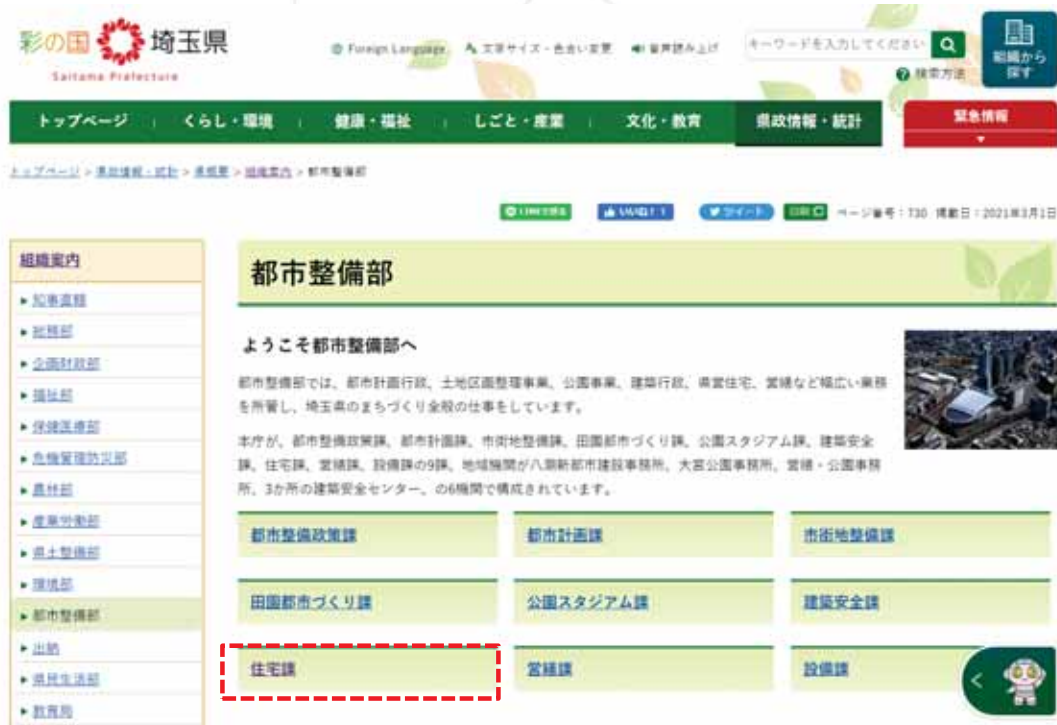 彩の国 埼玉県
Saitama Prefecture
Foreign Language 文字サイズ・色合い変更 音声読み上げ
キーワードを入力してください
検索方法
組織から
探す
トップページ くらし・環境 健康・福祉 しごと・産業 文化・教育 県政情報・統計
緊急情報
トップページ > 県政情報・統計 > 県概要 > 組織案内 > 都市整備部
LINEで送る いいね! 1 ツイート 印刷 ページ番号:730 掲載日:2021年3月1日
組織案内
知事直轄
総務部
企画財政部
福祉部
保健医療部
危機管理防災部
農林部
産業労働部
県土整備部
環境部
都市整備部
出納
県民生活部
教育局
都市整備部
ようこそ都市整備部へ
都市整備部では、都市計画行政、土地区画整理事業、公園事業、建築行政、県営住宅、営繕など幅広い業務
を所管し、埼玉県のまちづくり全般の仕事をしています。
本庁が、都市整備政策課、都市計画課、市街地整備課、田園都市づくり課、公園スタジアム課、建築安全
課、住宅課、営繕課、設備課の9課、地域機関が八潮新都市建設事務所、大宮公園事務所、営繕・公園事務
所、3か所の建築安全センター、の6機関で構成されています。
都市整備政策課 都市計画課 市街地整備課
田園都市づくり課 公園スタジアム課 建築安全課
住宅課 営繕課 設備課